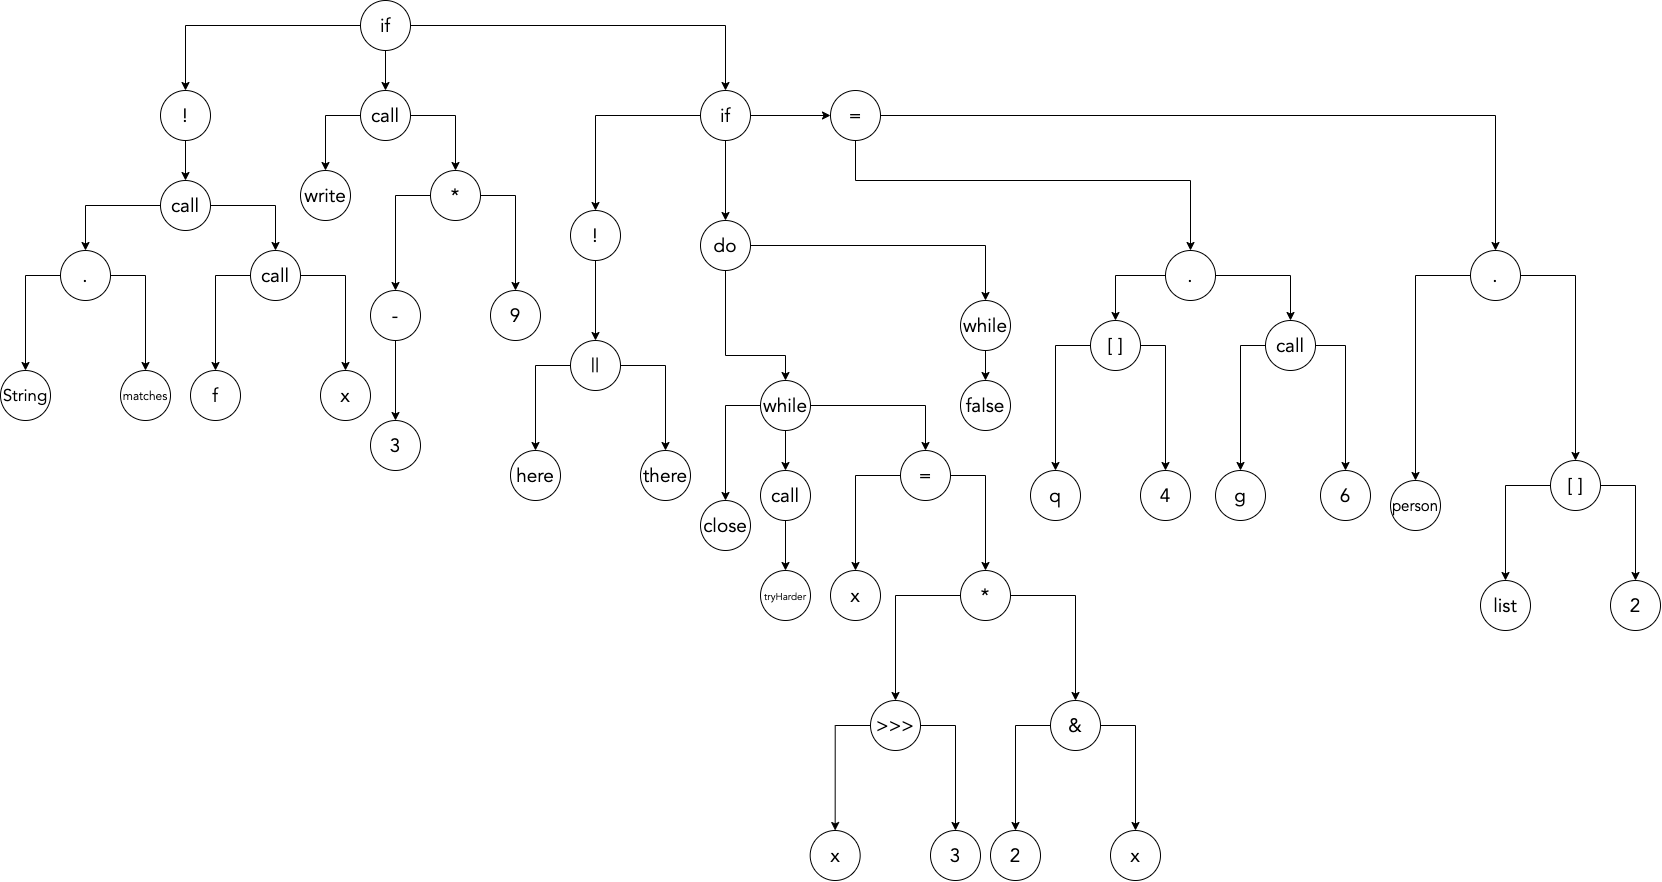 if
! call if =
write *
call ! do
. call - 9 . .
while
|| [ ] call
String matches f x while false
3
here there = [ ]
close call q 4 g 6 person
tryHarder x * list 2
>>> &
x 3 2 x